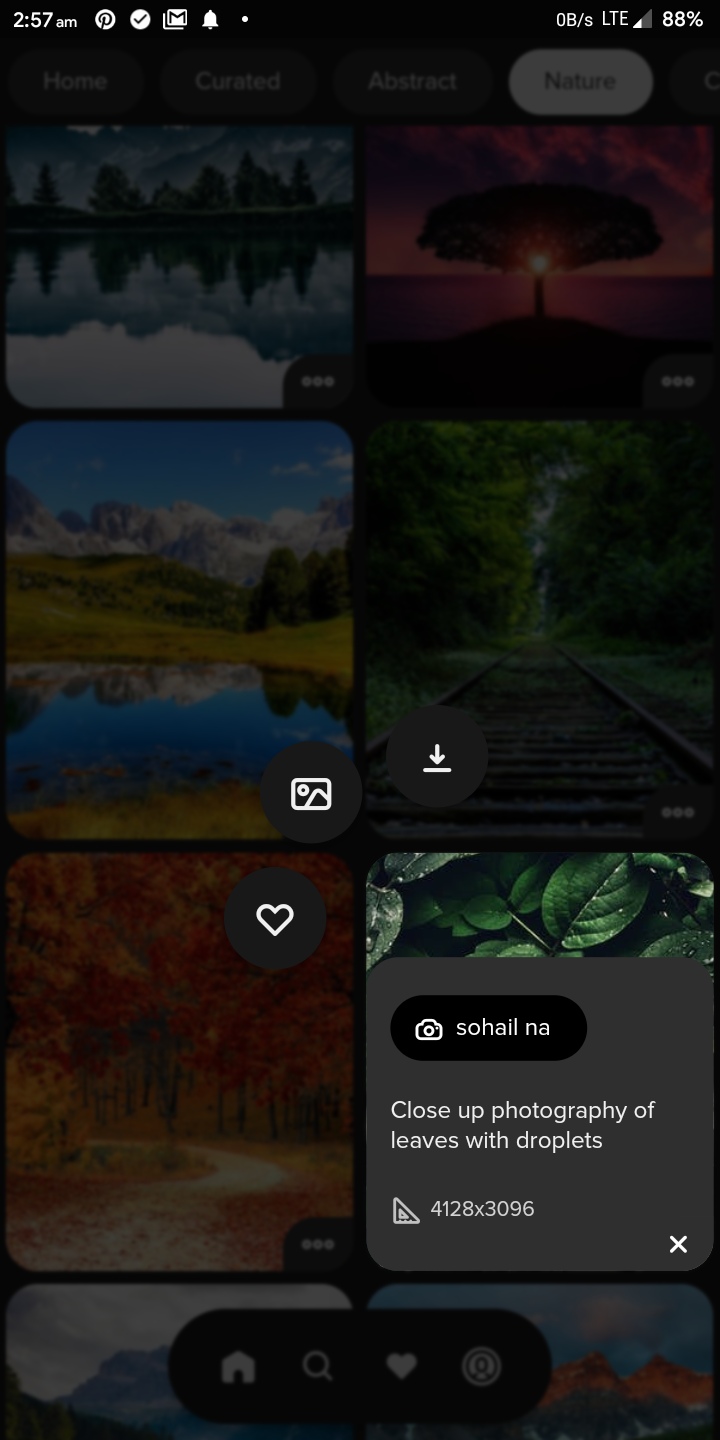 2:57 am
0B/s LTE 88%
Home Curated Abstract Nature
sohail na
Close up photography of
leaves with droplets
4128x3096